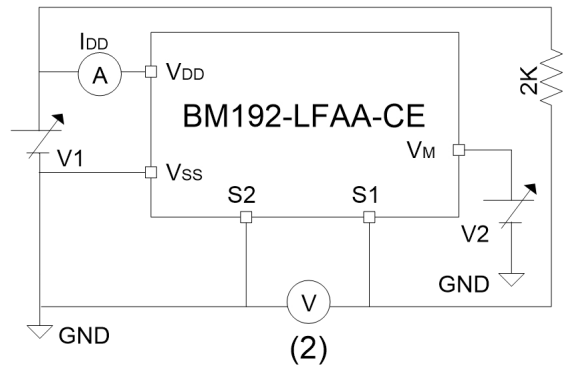 IDD
A
VDD
2K
BM192-LFAA-CE
V1
VSS
VM
S2
S1
V2
GND
V
GND
(2)